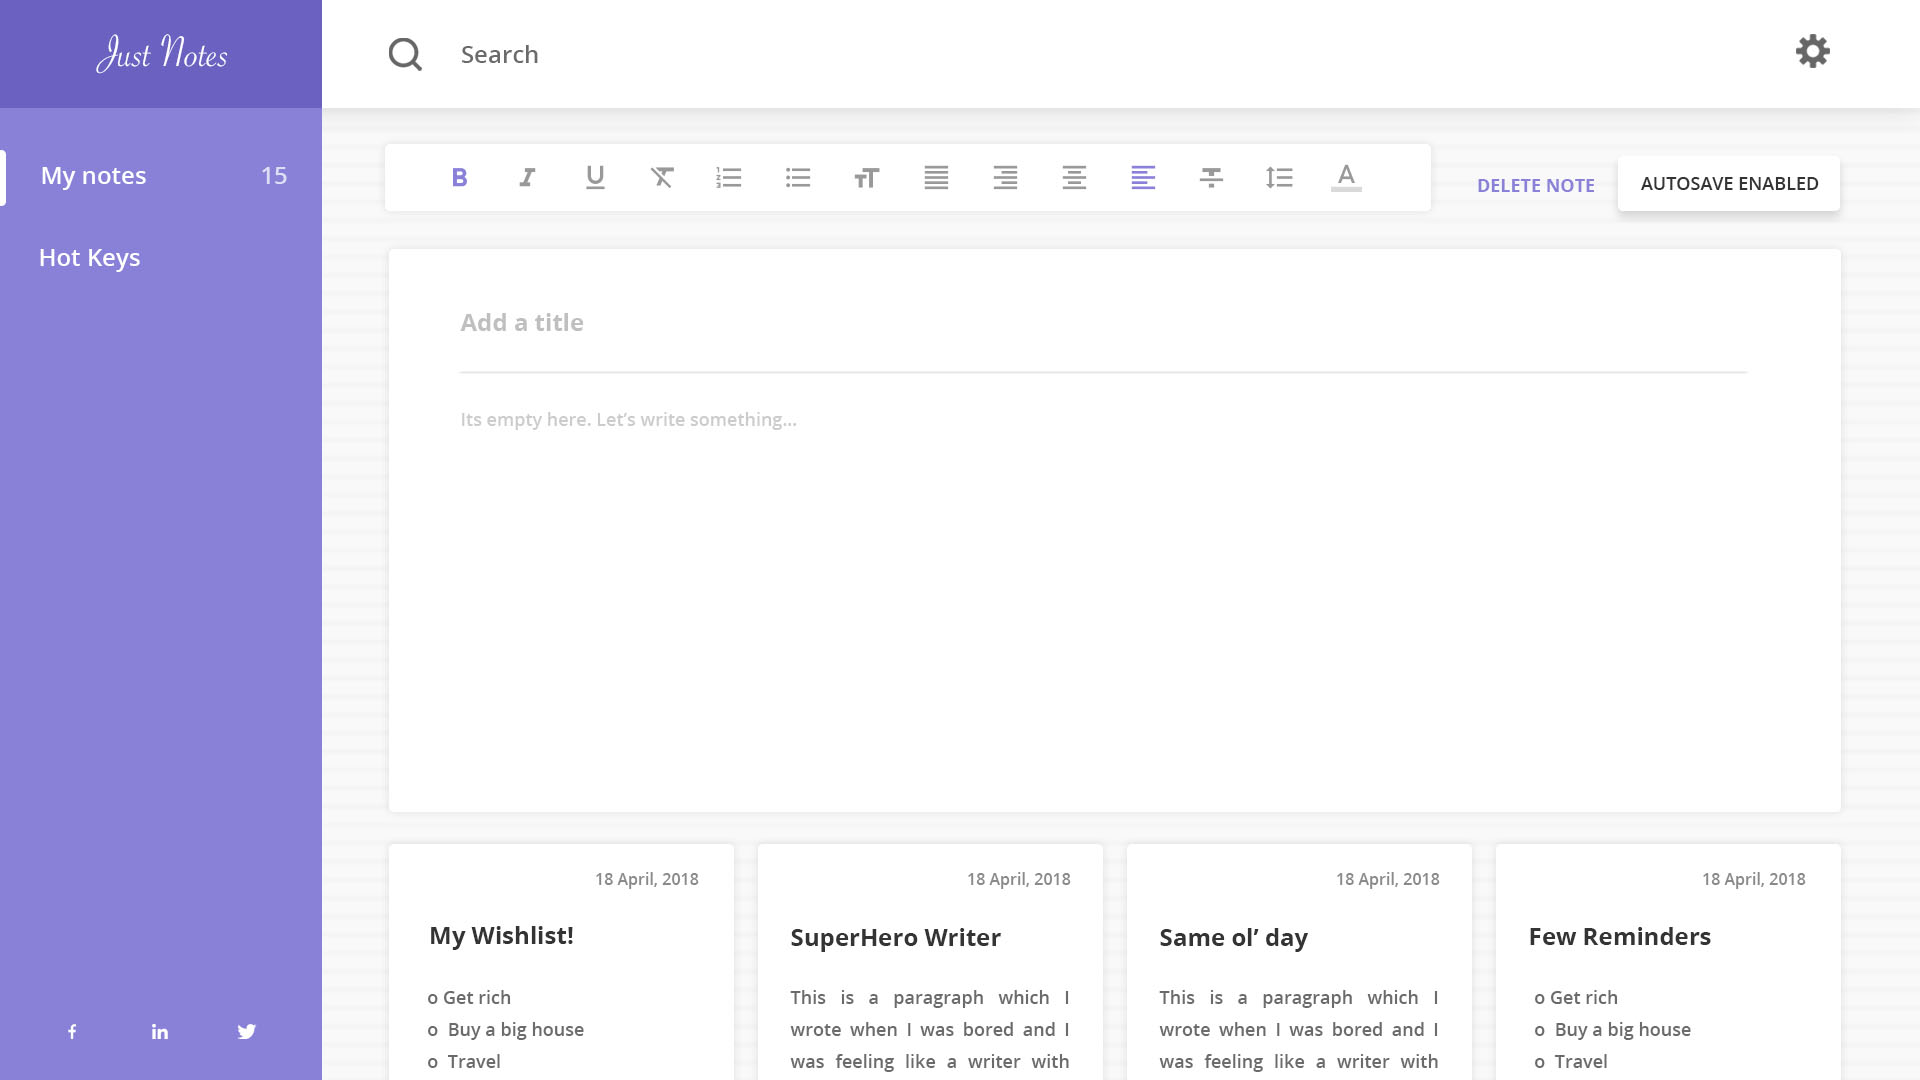 Just Notes
Search
My notes 15
Hot Keys
B I U A
DELETE NOTE
AUTOSAVE ENABLED
Add a title
Its empty here. Let’s write something...
18 April, 2018
My Wishlist!
o Get rich
o Buy a big house
o Travel
18 April, 2018
SuperHero Writer
This is a paragraph which I
wrote when I was bored and I
was feeling like a writer with
18 April, 2018
Same ol’ day
This is a paragraph which I
wrote when I was bored and I
was feeling like a writer with
18 April, 2018
Few Reminders
o Get rich
o Buy a big house
o Travel